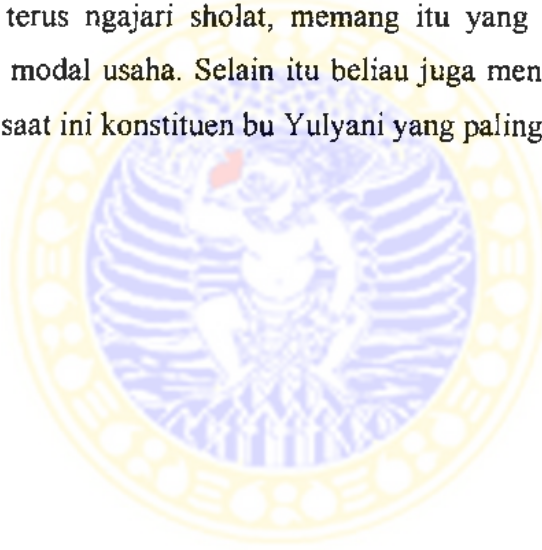 terus ngajari sholat, memang itu yang
modal usaha. Selain itu beliau juga men
saat ini konstituen bu Yulyani yang paling